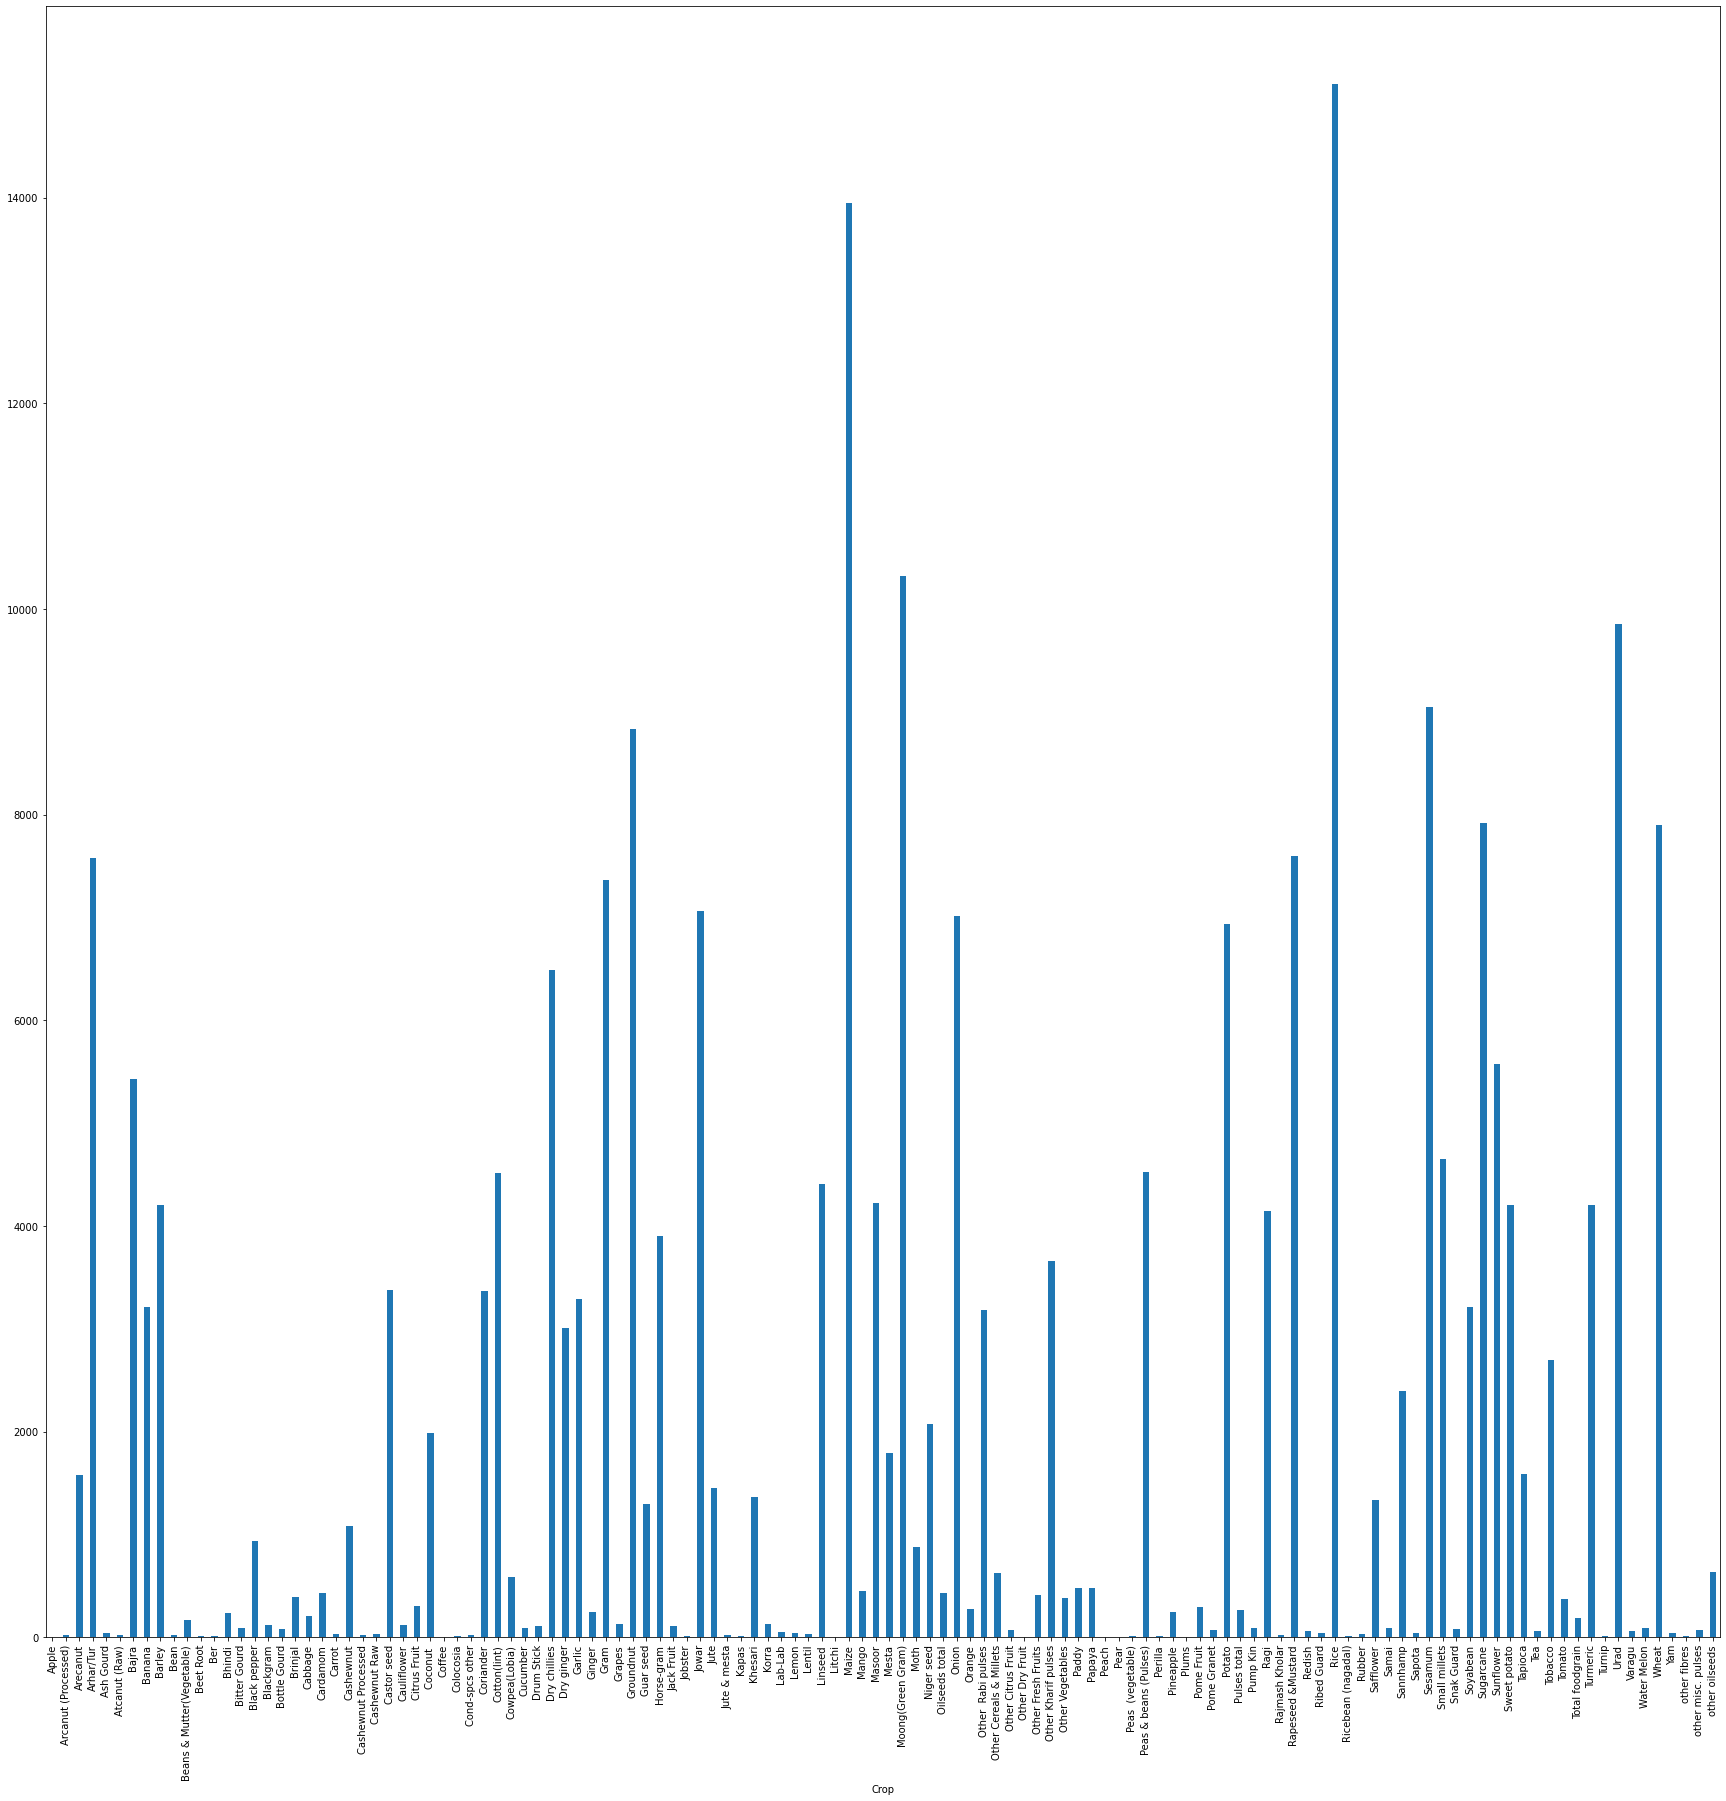 14000
12000
10000
8000
6000
4000
2000
0
Apple
Arcanut (Processed)
Arecanut
Arhar/Tur
Ash Gourd
Atcanut (Raw)
Bajra
Banana
Barley
Bean
Beans & Mutter(Vegetable)
Beet Root
Ber
Bhindi
Bitter Gourd
Black pepper
Blackgram
Bottle Gourd
Brinjal
Cabbage
Cardamom
Carrot
Cashewnut
Cashewnut Processed
Cashewnut Raw
Castor seed
Cauliflower
Citrus Fruit
Coconut
Coffee
Colocosia
Cond-spcs other
Coriander
Cotton(lint)
Cowpea(Lobia)
Cucumber
Drum Stick
Dry chillies
Dry ginger
Garlic
Ginger
Gram
Grapes
Groundnut
Guar seed
Horse-gram
Jack Fruit
Jobster
Jowar
Jute
Jute & mesta
Kapas
Khesari
Korra
Lab-Lab
Lemon
Lentil
Linseed
Litchi
Maize
Mango
Masoor
Mesta
Moong(Green Gram)
Moth
Niger seed
Oilseeds total
Onion
Orange
Other  Rabi pulses
Other Cereals & Millets
Other Citrus Fruit
Other Dry Fruit
Other Fresh Fruits
Other Kharif pulses
Other Vegetables
Paddy
Papaya
Peach
Pear
Peas  (vegetable)
Peas & beans (Pulses)
Perilla
Pineapple
Plums
Pome Fruit
Pome Granet
Potato
Pulses total
Pump Kin
Ragi
Rajmash Kholar
Rapeseed &Mustard
Redish
Ribed Guard
Rice
Ricebean (nagadal)
Rubber
Safflower
Samai
Sannhamp
Sapota
Sesamum
Small millets
Snak Guard
Soyabean
Sugarcane
Sunflower
Sweet potato
Tapioca
Tea
Tobacco
Tomato
Total foodgrain
Turmeric
Turnip
Urad
Varagu
Water Melon
Wheat
Yam
other fibres
other misc. pulses
other oilseeds
Crop